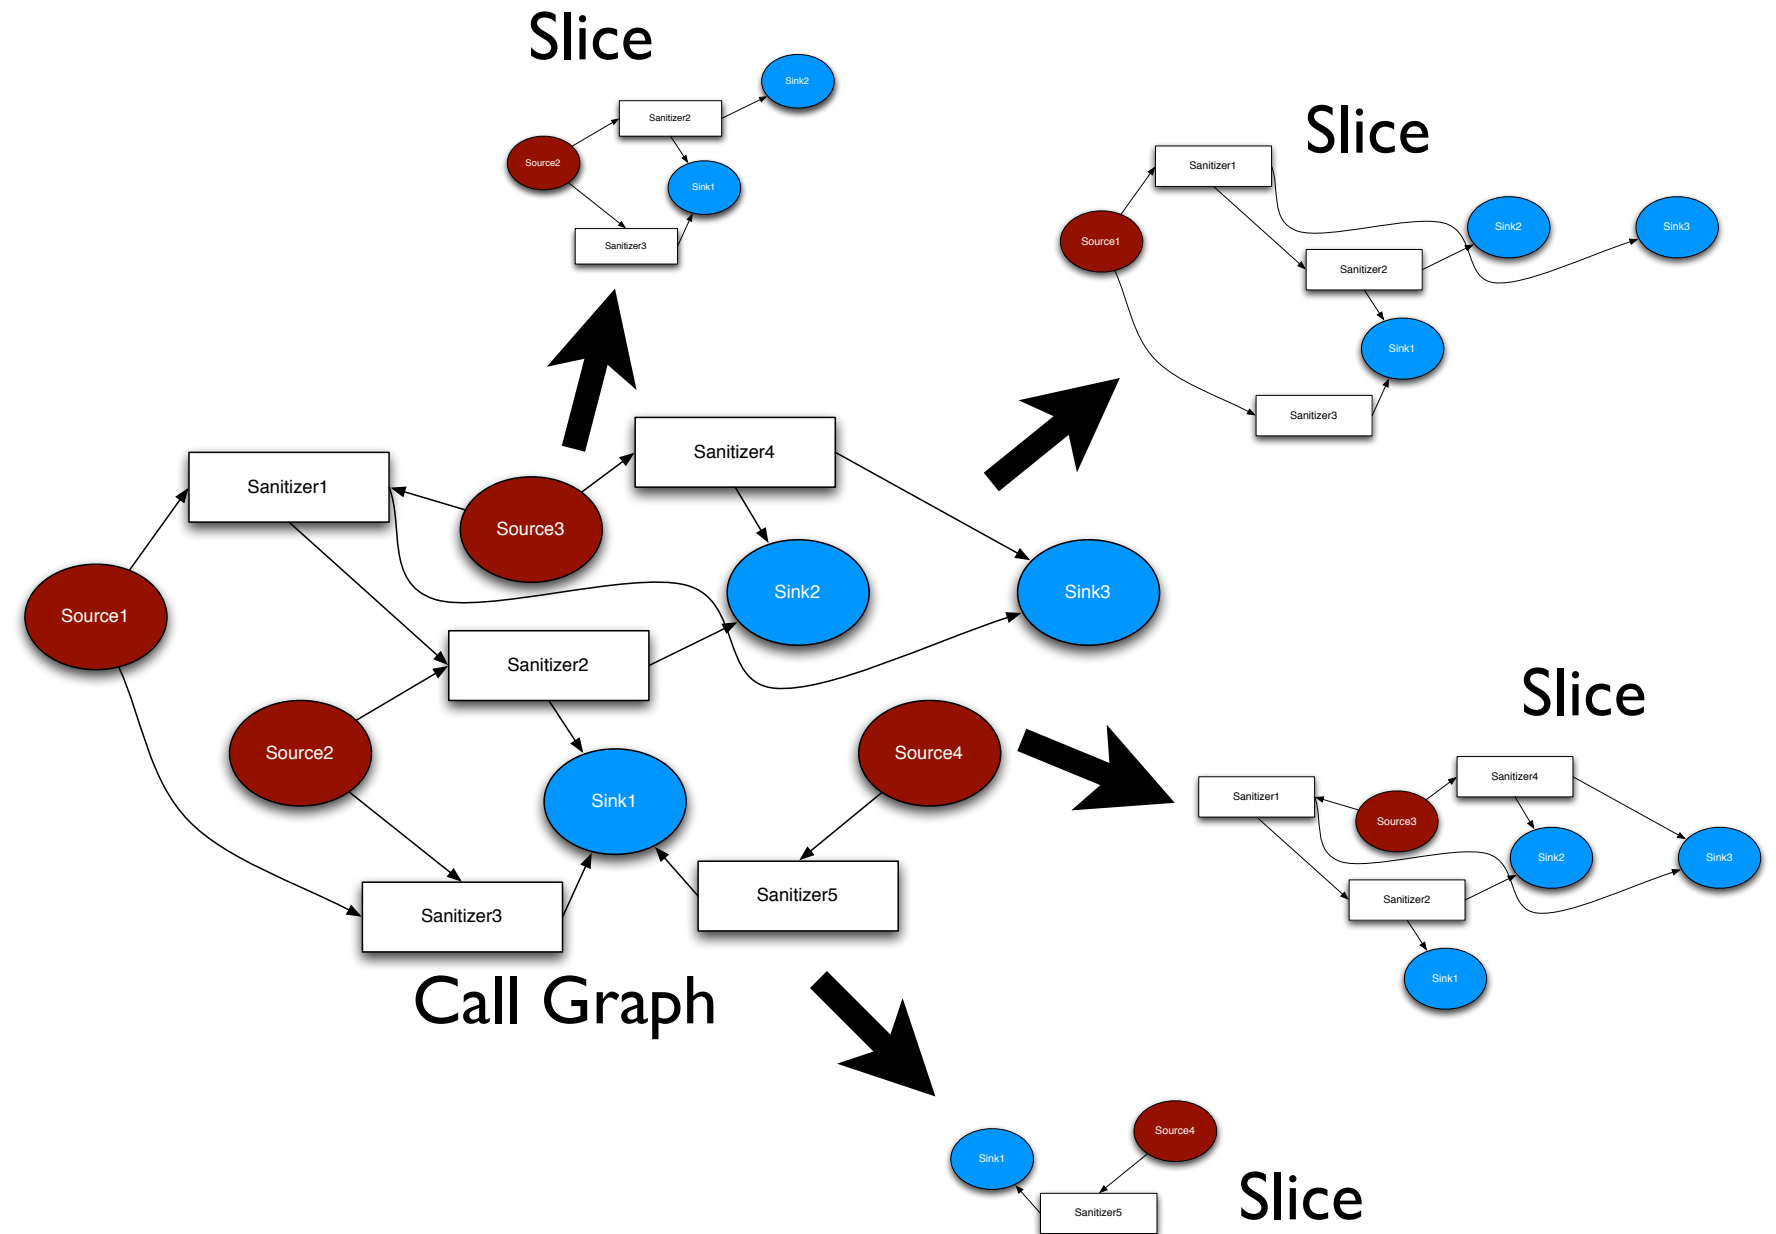 Slice
Sink2
Sanitizer2
Source2
Sink1
Sanitizer3
Slice
Sanitizer1
Sink2
Sink3
Source1
Sanitizer2
Sink1
Sanitizer3
Sanitizer4
Sanitizer1
Source3
Sink2
Sink3
Source1
Sanitizer2
Source2
Source4
Sink1
Sanitizer5
Sanitizer3
Call Graph
Slice
Sanitizer4
Sanitizer1
Source3
Sink2
Sink3
Sanitizer2
Sink1
Source4
Sink1
Sanitizer5
Slice